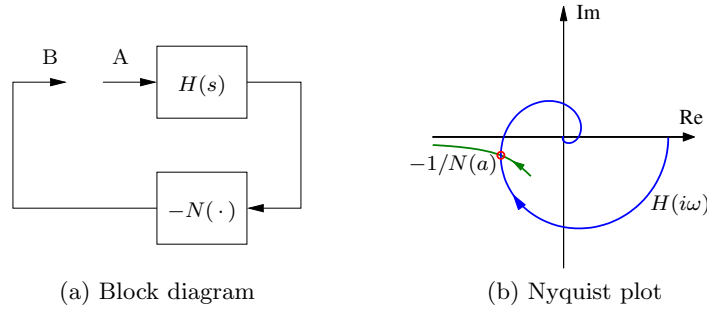 B
A
H(s)
−N( · )
(a) Block diagram
Im
Re
−1/N(a)
H(iω)
(b) Nyquist plot